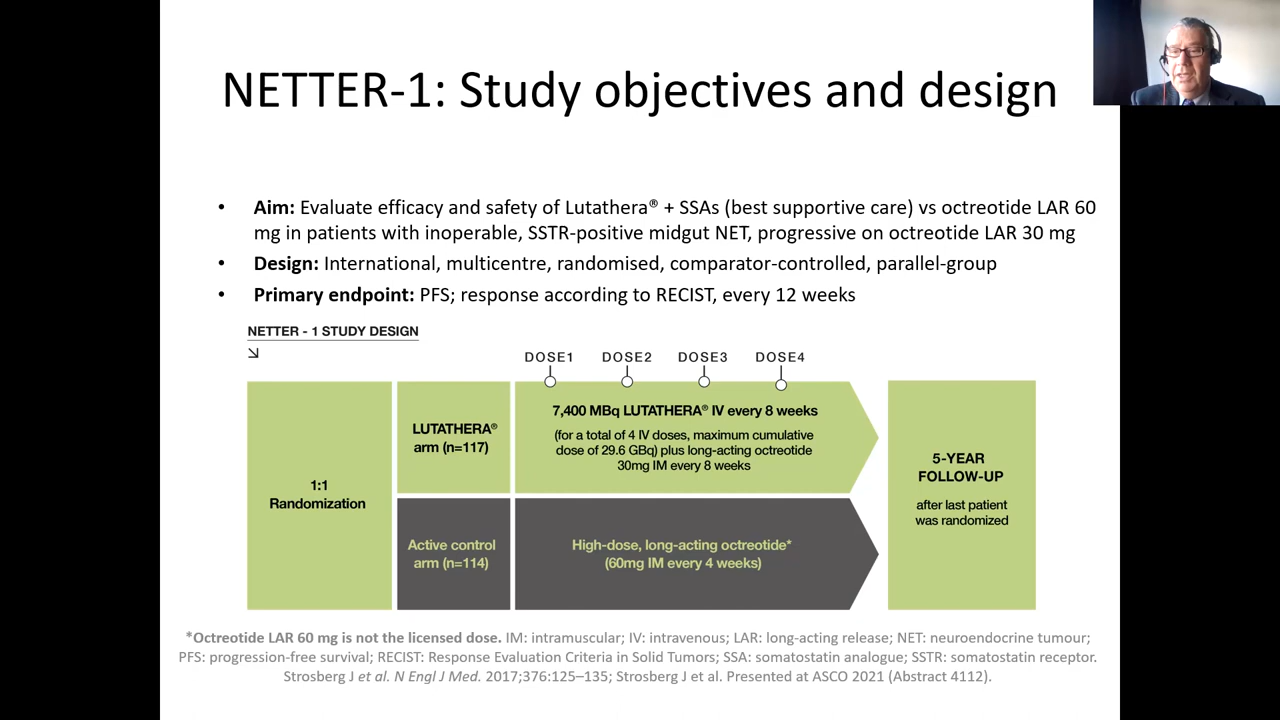 NETTER-1: Study objectives and design
• Aim: Evaluate efficacy and safety of Lutathera® + SSAs (best supportive care) vs octreotide LAR 60
mg in patients with inoperable, SSTR-positive midgut NET, progressive on octreotide LAR 30 mg
• Design: International, multicentre, randomised, comparator-controlled, parallel-group
• Primary endpoint: PFS; response according to RECIST, every 12 weeks
NETTER - 1 STUDY DESIGN
DOSE1 DOSE2 DOSE3 DOSE4
1:1
Randomization
LUTATHERA®
arm (n=117)
7,400 MBq LUTATHERA® IV every 8 weeks
(for a total of 4 IV doses, maximum cumulative
dose of 29.6 GBq) plus long-acting octreotide
30mg IM every 8 weeks
Active control
arm (n=114)
High-dose, long-acting octreotide*
(60mg IM every 4 weeks)
5-YEAR
FOLLOW-UP
after last patient
was randomized
*Octreotide LAR 60 mg is not the licensed dose. IM: intramuscular; IV: intravenous; LAR: long-acting release; NET: neuroendocrine tumour;
PFS: progression-free survival; RECIST: Response Evaluation Criteria in Solid Tumors; SSA: somatostatin analogue; SSTR: somatostatin receptor.
Strosberg J et al. N Engl J Med. 2017;376:125–135; Strosberg J et al. Presented at ASCO 2021 (Abstract 4112).